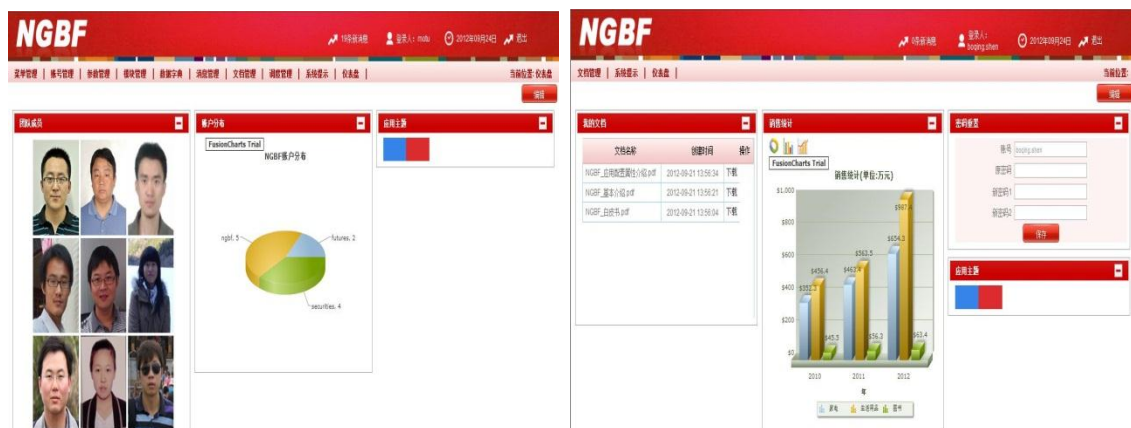 NGBF
19条新消息 登录人: motu 2012年09月24日 退出
菜单管理 | 帐号管理 | 参数管理 | 模块管理 | 数据字典 | 消息管理 | 文档管理 | 调度管理 | 系统提示 | 仪表盘 |
当前位置: 仪表盘
编辑
团队成员
帐户分布
FusionCharts Trial
NGBF帐户分布
ngbf, 5
futures, 2
securities, 4
应用主题
NGBF
0条新消息 登录人: boqing.shen 2012年09月24日 退出
文档管理 | 系统提示 | 仪表盘 |
当前位置:
编辑
我的文档
文档名称 创建时间 操作
NGBF_应用配置属性介绍.pdf 2012-09-21 13:56:34 下载
NGBF_基本介绍.pdf 2012-09-21 13:56:21 下载
NGBF_白皮书.pdf 2012-09-21 13:56:04 下载
销售统计
FusionCharts Trial
销售统计(单位:万元)
$1,000
$800
$600
$400
$200
$0
$456.4
$45.3
$563.5
$56.3
$654.3
$987.4
$63.4
2010 2011 2012
年
图书
密码重置
账号 boqing.shen
原密码
新密码1
新密码2
保存
应用主题